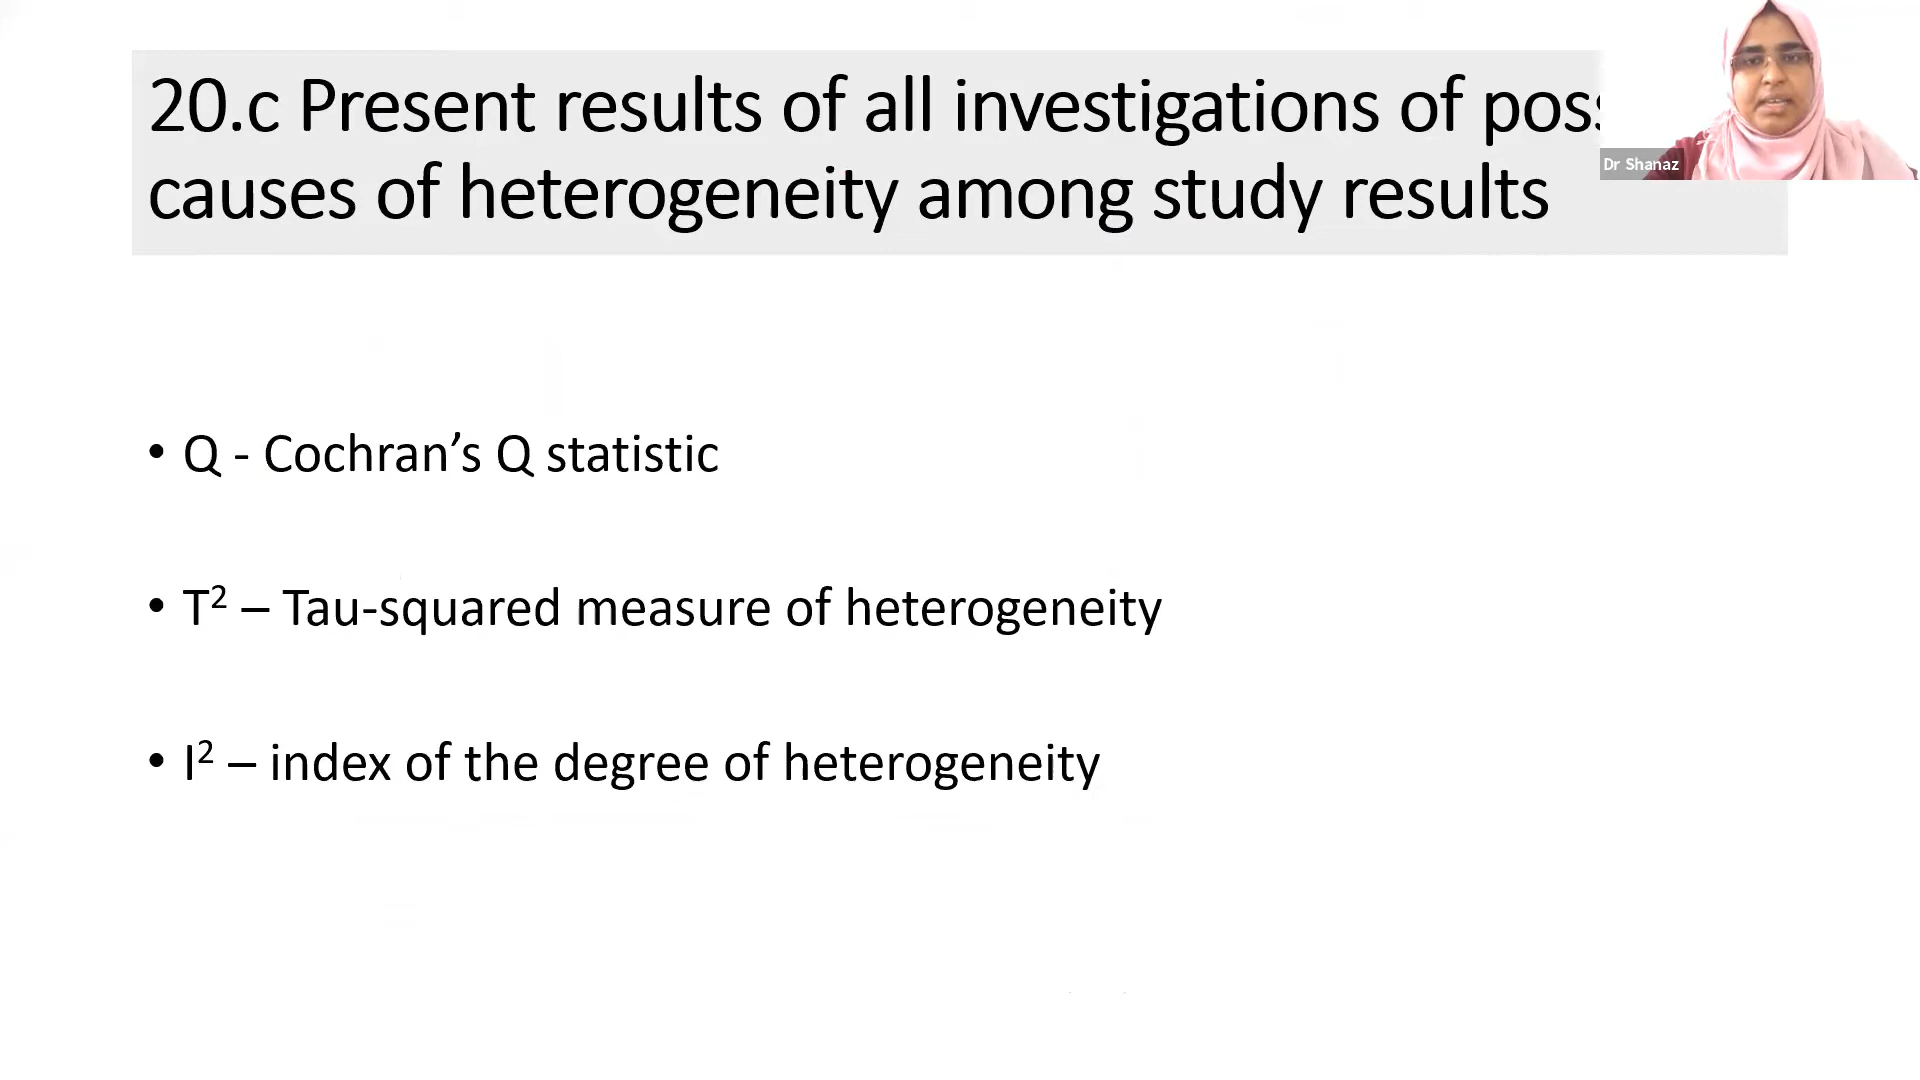 20.c Present results of all investigations of
causes of heterogeneity among study results
Dr Shanaz
• Q - Cochran’s Q statistic
• T² – Tau-squared measure of heterogeneity
• I² – index of the degree of heterogeneity